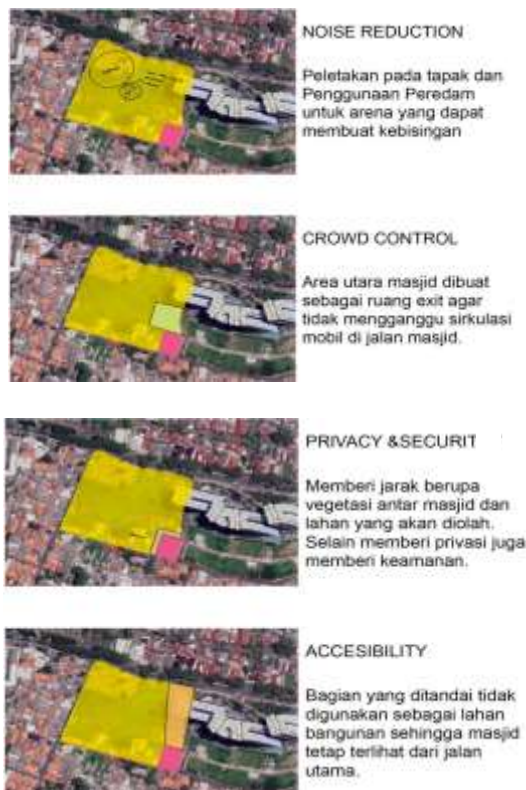 NOISE REDUCTION
Peletakan pada tapak dan
Penggunaan Peredam
untuk arena yang dapat
membuat kebisingan
CROWD CONTROL
Area utara masjid dibuat
sebagai ruang exit agar
tidak mengganggu sirkulasi
mobil di jalan masjid.
PRIVACY &SECURIT
Memberi jarak berupa
vegetasi antar masjid dan
lahan yang akan diolah.
Selain memberi privasi juga
memberi keamanan.
ACCESIBILITY
Bagian yang ditandai tidak
digunakan sebagai lahan
bangunan sehingga masjid
tetap terlihat dari jalan
utama.